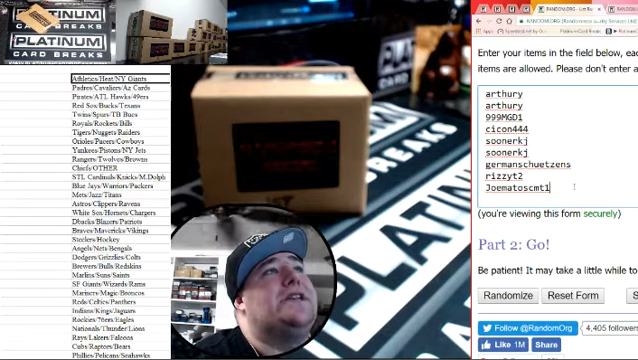 PLATINUM
CARD BREAKS
PLATINUM
CARD BREAKS
Athletics/Heat/NY Giants
Padres/Cavaliers/Az Cards
Pirates/ATL Hawks/49ers
Red Sox/Bucks/Texans
Twins/Spurs/TB Bucs
Royals/Rockets/Bills
Tigers/Nuggets/Raiders
Orioles/Pacers/Cowboys
Yankees/Pistons/NY Jets
Rangers/Twolves/Browns
Chiefs/OTHER
STL Cardinals/Knicks/M.Dolph
Blue Jays/Warriors/Packers
Mets/Jazz/Titans
Astros/Clippers/Ravens
White Sox/Hornets/Chargers
Dbacks/Blazers/Patriots
Braves/Mavericks/Vikings
Steelers/Hockey
Angels/Nets/Bengals
Dodgers/Grizzlies/Colts
Brewers/Bulls/Redskins
Marlins/Suns/Saints
SF Giants/Wizards/Rams
Mariners/Magic/Broncos
Reds/Celtics/Panthers
Indians/Kings/Jaguars
Rockies/76ers/Eagles
Nationals/Thunder/Lions
Rays/Lakers/Falcons
Cubs/Raptors/Bears
Phillies/Pelicans/Seahawks
Enter your items in the field below, eac
items are allowed. Please don't enter a
arthury
arthury
999MGD1
cicon444
soonerkj
soonerkj
germanschuetzens
rizzyt2
Joematoscmt1
(you're viewing this form securely)
Part 2: Go!
Be patient! It may take a little while to
Randomize
Reset Form
S
Follow @RandomOrg
4,405 followers
Like 1M
Share